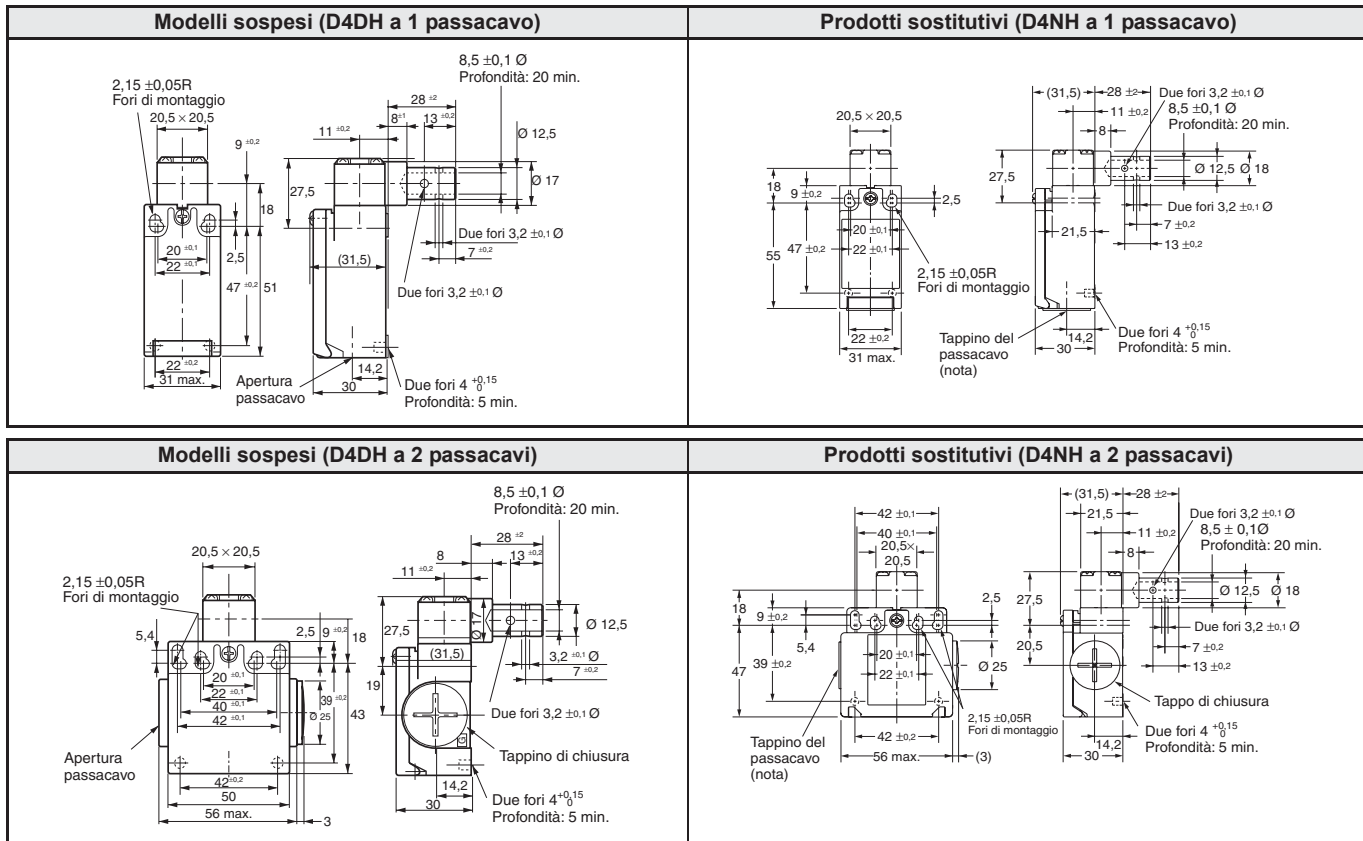 Modelli sospesi (D4DH a 1 passacavo)
Prodotti sostitutivi (D4NH a 1 passacavo)
8,5 ±0,1 Ø
Profondità: 20 min.
2,15 ±0,05R
Fori di montaggio
20,5 × 20,5
28 ±2
8±1
13 ±0,2
11 ±0,2
Ø 12,5
9 ±0,2
27,5
Ø 17
18
Due fori 3,2 ±0,1 Ø
7 ±0,2
20 ±0,1
2,5
22 ±0,1
(31,5)
47 ±0,2
51
Due fori 3,2 ±0,1 Ø
22 ±0,2
31 max.
Apertura
passacavo
14,2
30
Due fori 4 +0,15 0
Profondità: 5 min.
(31,5)
28 ±2
Due fori 3,2 ±0,1 Ø
11 ±0,2
8,5 ±0,1 Ø
Profondità: 20 min.
20,5 × 20,5
8
27,5
18
9 ±0,2
2,5
Ø 12,5
Ø 18
Due fori 3,2 ±0,1 Ø
7 ±0,2
20 ±0,1
21,5
13 ±0,2
47 ±0,2
22 ±0,1
55
2,15 ±0,05R
Fori di montaggio
22 ±0,2
31 max.
Tappino del
passacavo
(nota)
14,2
30
Due fori 4 +0,15 0
Profondità: 5 min.
Modelli sospesi (D4DH a 2 passacavi)
Prodotti sostitutivi (D4NH a 2 passacavi)
8,5 ±0,1 Ø
Profondità: 20 min.
28 ±2
20,5 × 20,5
8
13 ±0,2
11 ±0,2
2,15 ±0,05R
Fori di montaggio
Ø 17
Ø 12,5
5,4
2,5
9 ±0,2
18
27,5
(31,5)
3,2 ±0,1 Ø
7 ±0,2
20 ±0,1
22 ±0,1
40 ±0,1
42 ±0,1
Ø 25
39 ±0,2
43
19
Due fori 3,2 ±0,1 Ø
G
Tappino di chiusura
Apertura
passacavo
42±0,2
50
56 max.
3
14,2
30
Due fori 4+0,15 0
Profondità: 5 min.
(31,5)
28 ±2
42 ±0,1
21,5
Due fori 3,2 ±0,1 Ø
40 ±0,1
11 ±0,2
8,5 ± 0,1Ø
Profondità: 20 min.
20,5×
20,5
8
2,5
18
9 ±0,2
27,5
Ø 12,5
Ø 18
5,4
Due fori 3,2 ±0,1 Ø
20,5
7 ±0,2
20 ±0,1
39 ±0,2
22 ±0,1
Ø 25
13 ±0,2
47
Tappo di chiusura
2,15 ±0,05R
Fori di montaggio
42 ±0,2
56 max.
(3)
Tappino del
passacavo
(nota)
14,2
30
Due fori 4 +0,15 0
Profondità: 5 min.